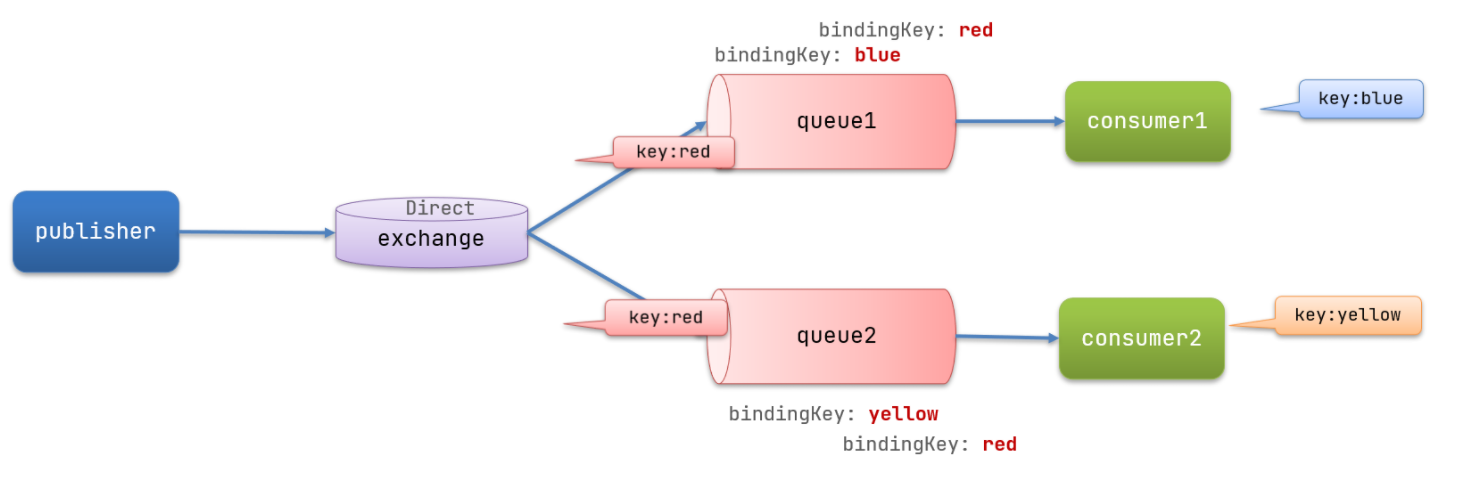 bindingKey: red
bindingKey: blue
queue1
consumer1
key:blue
key:red
publisher
Direct
exchange
key:red
queue2
consumer2
key:yellow
bindingKey: yellow
bindingKey: red